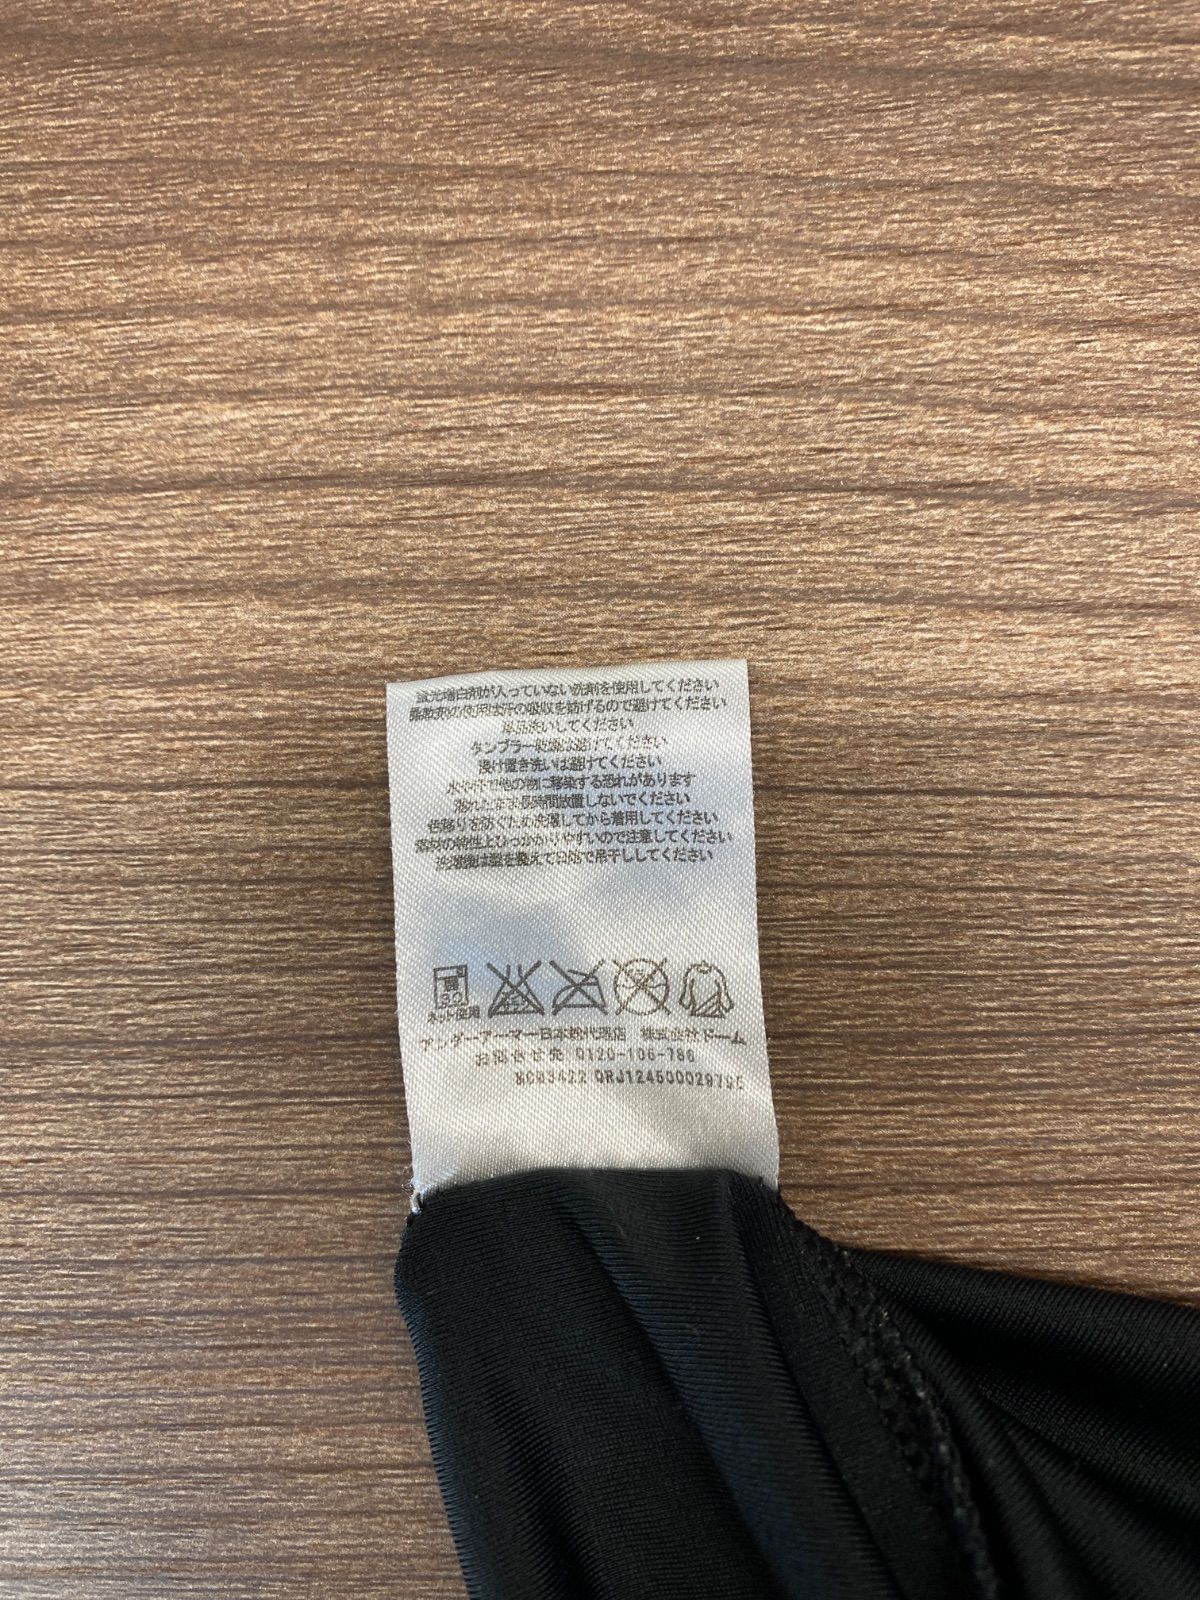 蛍光増白剤が入っていない洗剤を使用してください
柔軟剤の使用は汗の吸収を妨げるので避けてください
単品洗いしてください
タンブラー乾燥は避けてください
浸け置き洗いは避けてください
水や汗で他の物に移染する恐れがあります
濡れたまま長時間放置しないでください
色移りを防ぐため洗濯してから着用してください
素材の特性上ひっかかりやすいので注意してください
洗濯後は型を整えて日陰で吊干ししてください
ネット使用
アンダーアーマー日本総代理店 株式会社ドーム
お問合せ先 0120-106-786